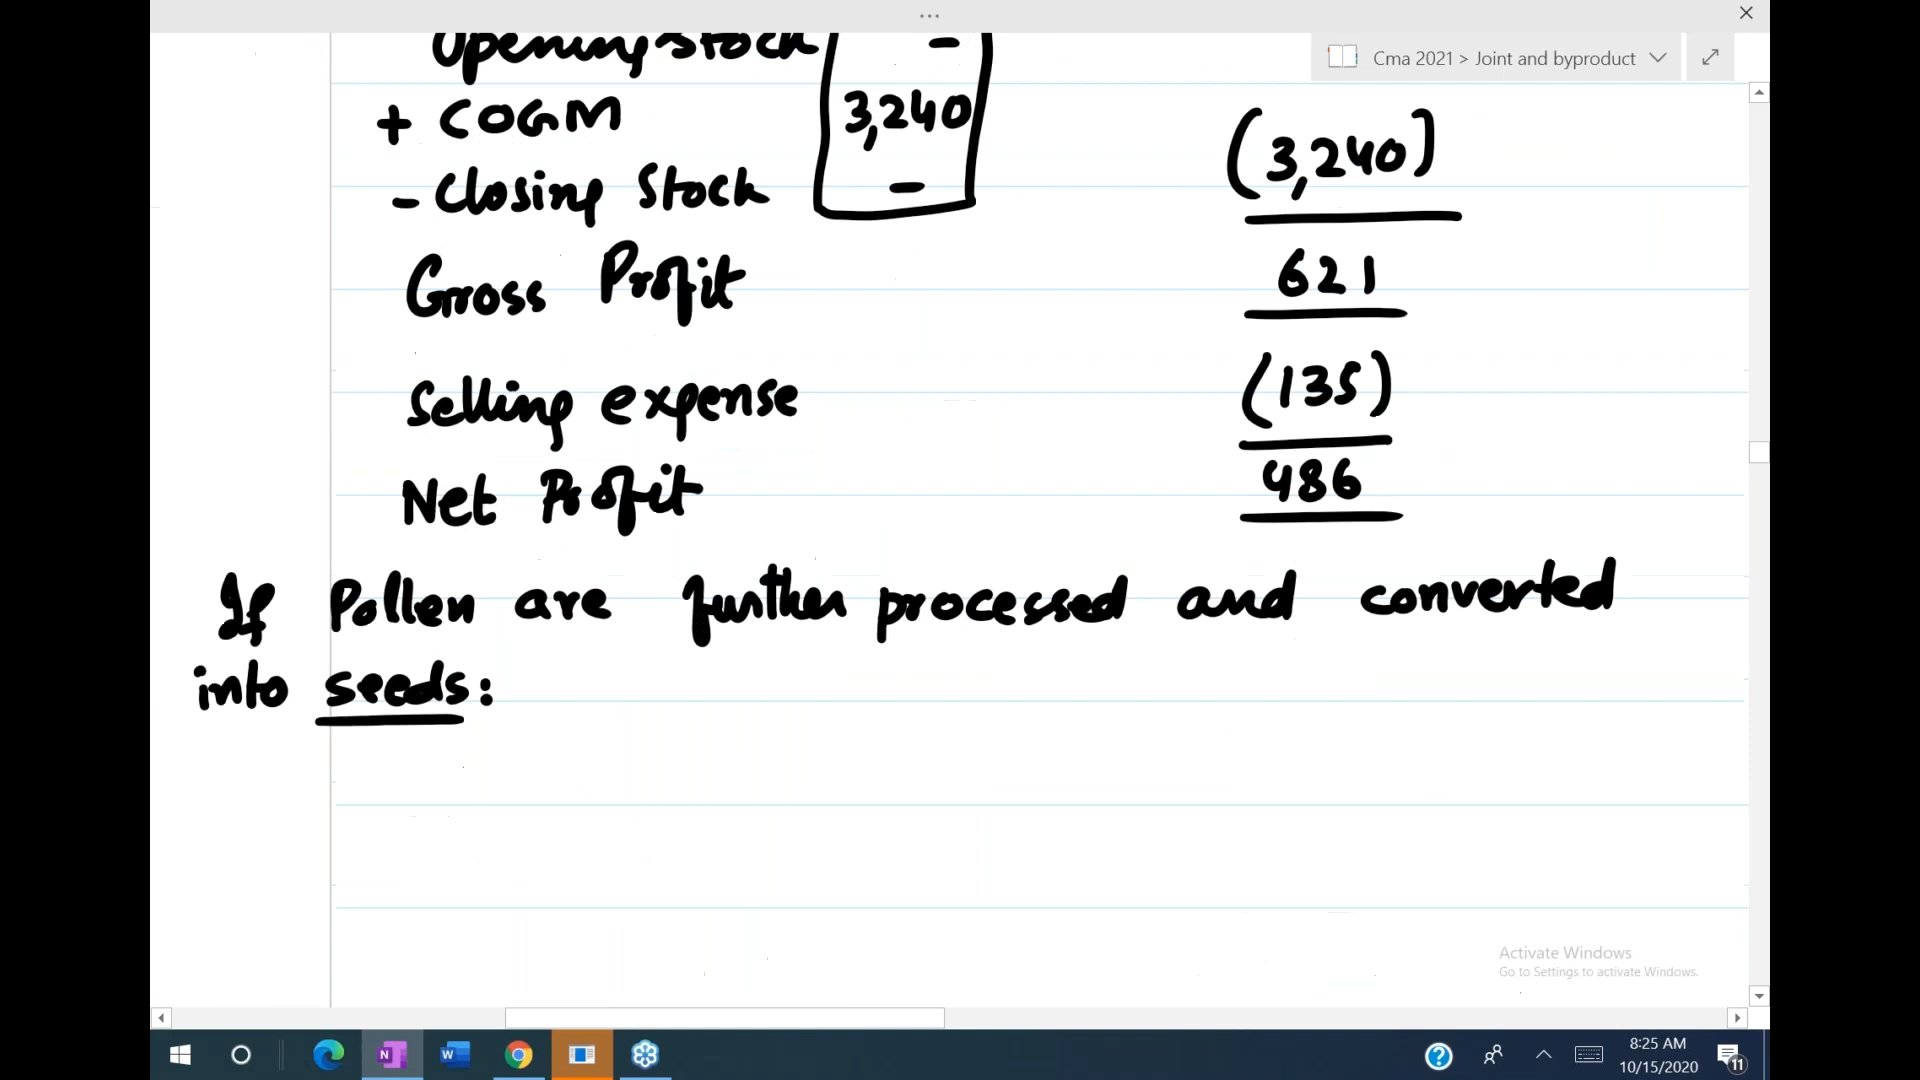 ...
Cma 2021 > Joint and byproduct
Opening stock -
+ COGM 3,240 (3,240)
- Closing Stock -
Gross Profit 621
Selling expense (135)
Net Profit 486
If Pollen are further processed and converted
into seeds:
Activate Windows
Go to Settings to activate Windows.
8:25 AM
10/15/2020
11